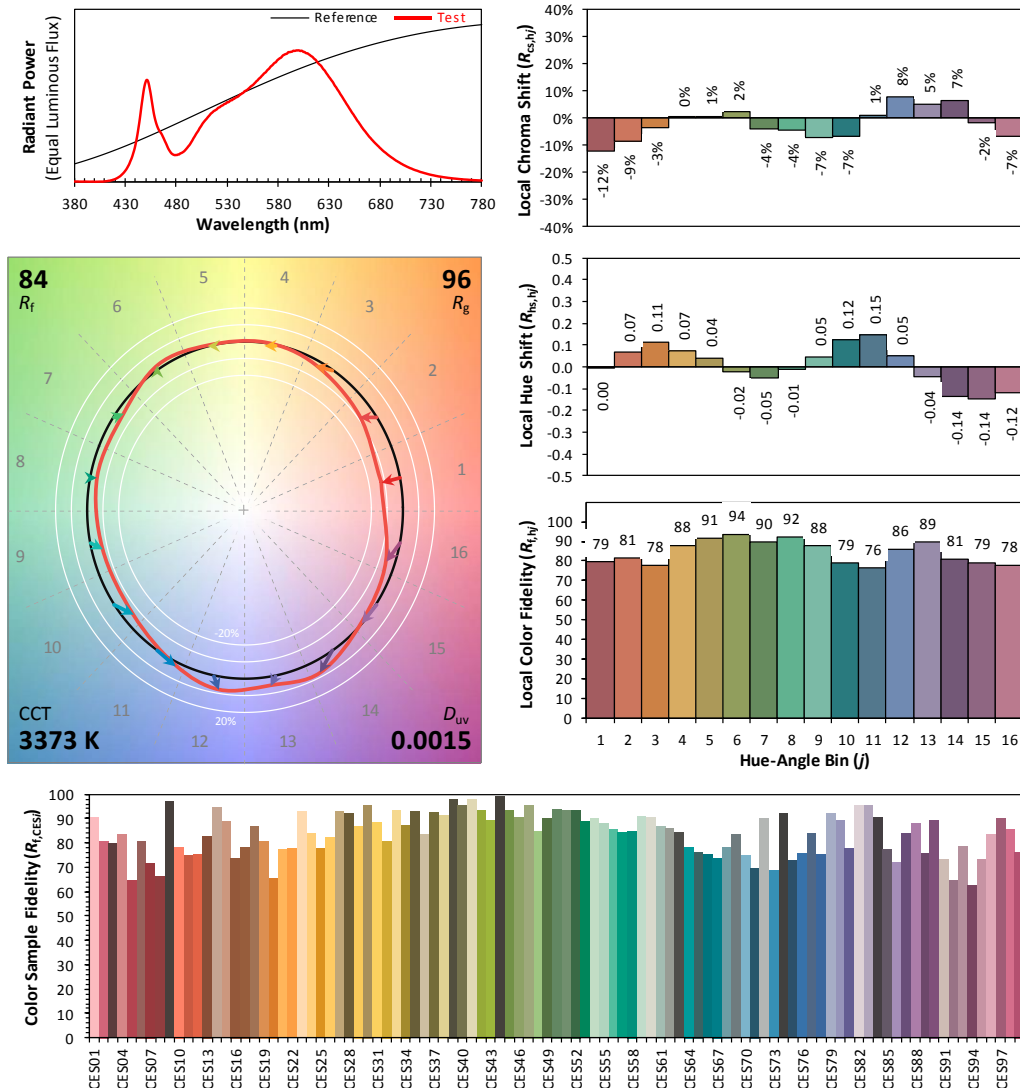 Reference
Test
Radiant Power
(Equal Luminous Flux)
380 430 480 530 580 630 680 730 780
Wavelength (nm)
Local Chroma Shift (Rcs,hj)
40%
30%
20%
10%
0%
-10%
-20%
-30%
-40%
-12% -9% -3% 0% 1% 2% -4% -4% -7% -7% 1% 8% 5% 7% -2% -7%
84
Rf
96
Rg
5 4
6 3
7 2
8 1
9 16
10 15
11 14
12 13
-20%
20%
CCT
3373 K
Duv
0.0015
Local Hue Shift (Rhs,hj)
0.5
0.4
0.3
0.2
0.1
0.0
-0.1
-0.2
-0.3
-0.4
-0.5
0.00 0.07 0.11 0.07 0.04 -0.02 -0.05 -0.01 0.05 0.12 0.15 0.05 -0.04 -0.14 -0.14 -0.12
Local Color Fidelity (Rf,hj)
100
90
80
70
60
50
40
30
20
10
0
79 81 78 88 91 94 90 92 88 79 76 86 89 81 79 78
1 2 3 4 5 6 7 8 9 10 11 12 13 14 15 16
Hue-Angle Bin (j)
Color Sample Fidelity (Rf,CESi)
100
90
80
70
60
50
40
30
20
10
0
CES01 CES04 CES07 CES10 CES13 CES16 CES19 CES22 CES25 CES28 CES31 CES34 CES37 CES40 CES43 CES46 CES49 CES52 CES55 CES58 CES61 CES64 CES67 CES70 CES73 CES76 CES79 CES82 CES85 CES88 CES91 CES94 CES97